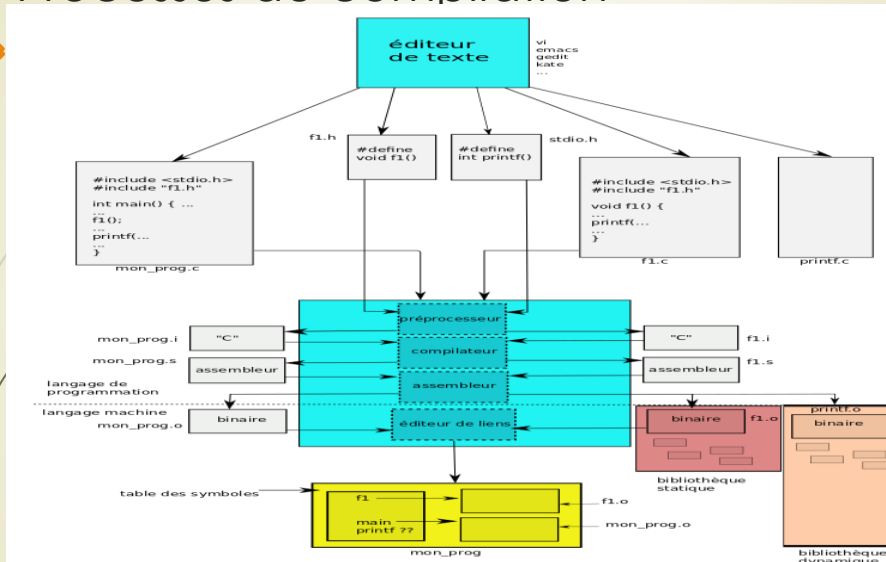 éditeur
de texte
vi
emacs
gedit
kate
...
f1.h
#define
void f1()
#define
int printf()
stdio.h
#include <stdio.h>
#include "f1.h"
int main() { ...
...
f1();
...
printf(...
...
}
mon_prog.c
#include <stdio.h>
#include "f1.h"
void f1() {
...
printf(...
...
}
f1.c
printf.c
préprocesseur
mon_prog.i
"C"
"C"
f1.i
compilateur
mon_prog.s
assembleur
assembleur
f1.s
assembleur
langage de
programmation
langage machine
mon_prog.o
binaire
éditeur de liens
binaire
f1.o
printf.o
binaire
bibliothèque
statique
table des symboles
f1
f1.o
main
printf ??
mon_prog.o
mon_prog
bibliothèque
dynamique